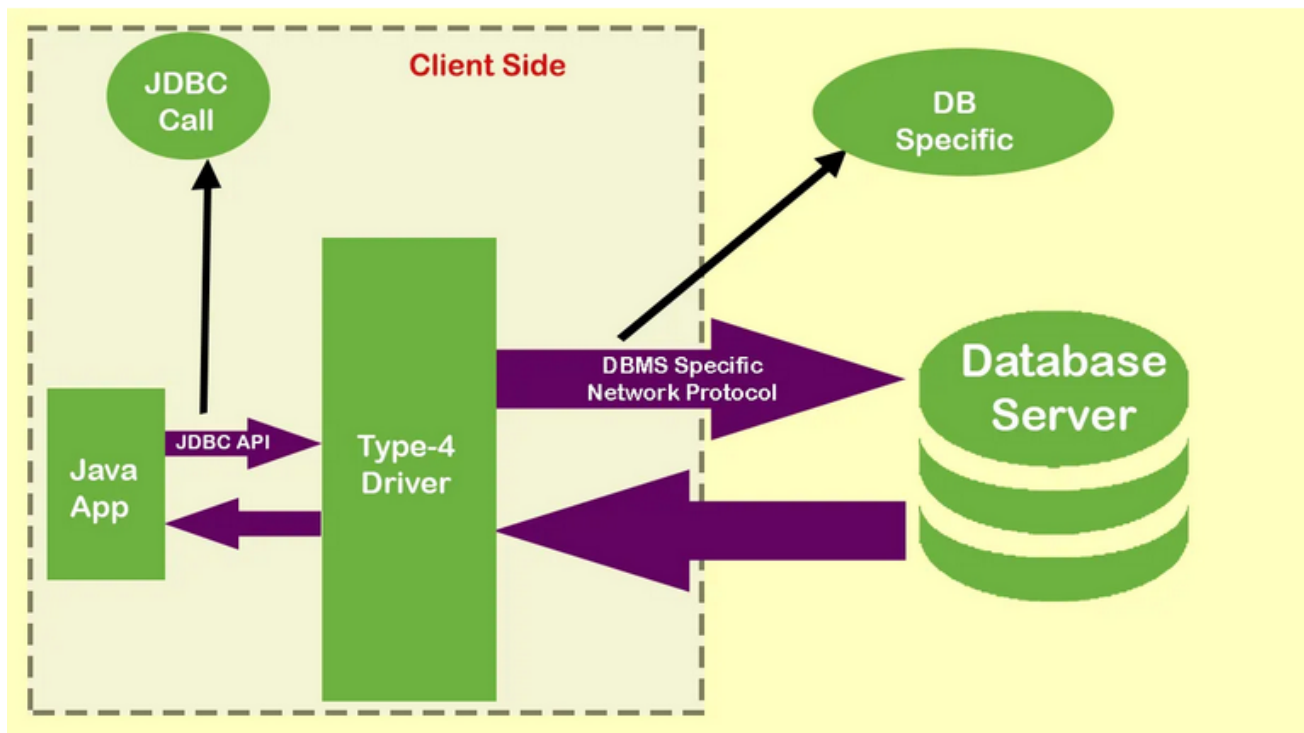 JDBC
Call
Client Side
DB
Specific
DBMS Specific
Network Protocol
Database
Server
JDBC API
Type-4
Driver
Java
App